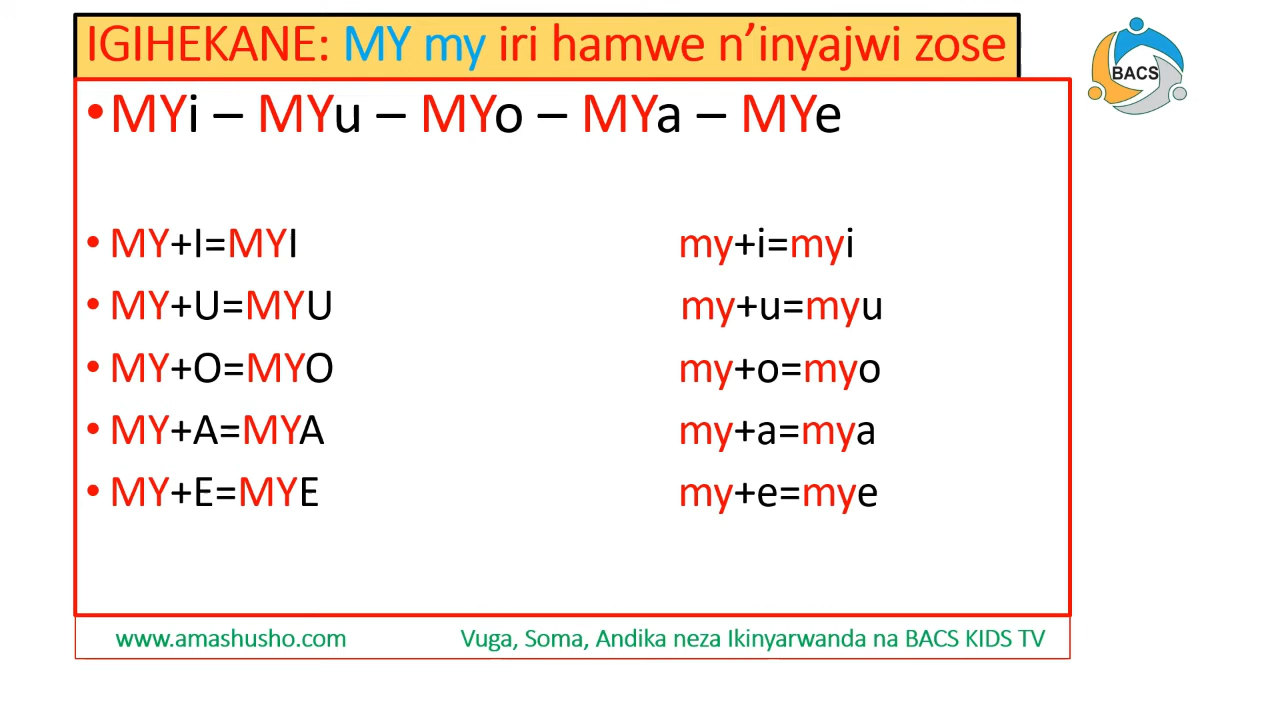 IGIHEKANE: MY my iri hamwe n’inyajwi zose
BACS
•MYi – MYu – MYo – MYa – MYe
• MY+I=MYI my+i=myi
• MY+U=MYU my+u=myu
• MY+O=MYO my+o=myo
• MY+A=MYA my+a=mya
• MY+E=MYE my+e=mye
www.amashusho.com Vuga, Soma, Andika neza Ikinyarwanda na BACS KIDS TV